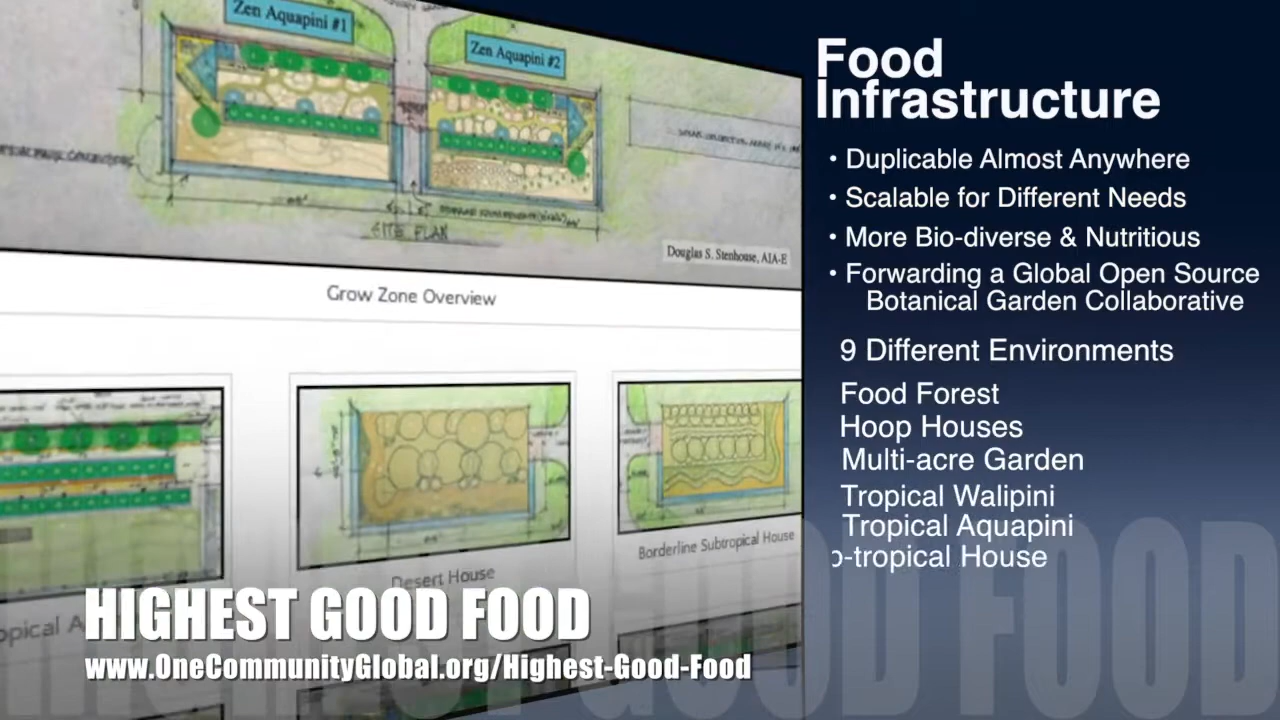 Zen Aquapini #1
Zen Aquapini #2
SITE PLAN
Douglas S. Stenhouse, AIA-E
Grow Zone Overview
Desert House
Borderline Subtropical House
HIGHEST GOOD FOOD
www.OneCommunityGlobal.org/Highest-Good-Food
Food
Infrastructure
• Duplicable Almost Anywhere
• Scalable for Different Needs
• More Bio-diverse & Nutritious
• Forwarding a Global Open Source
Botanical Garden Collaborative
9 Different Environments
Food Forest
Hoop Houses
Multi-acre Garden
Tropical Walipini
Tropical Aquapini
-tropical House
GOOD FOOD